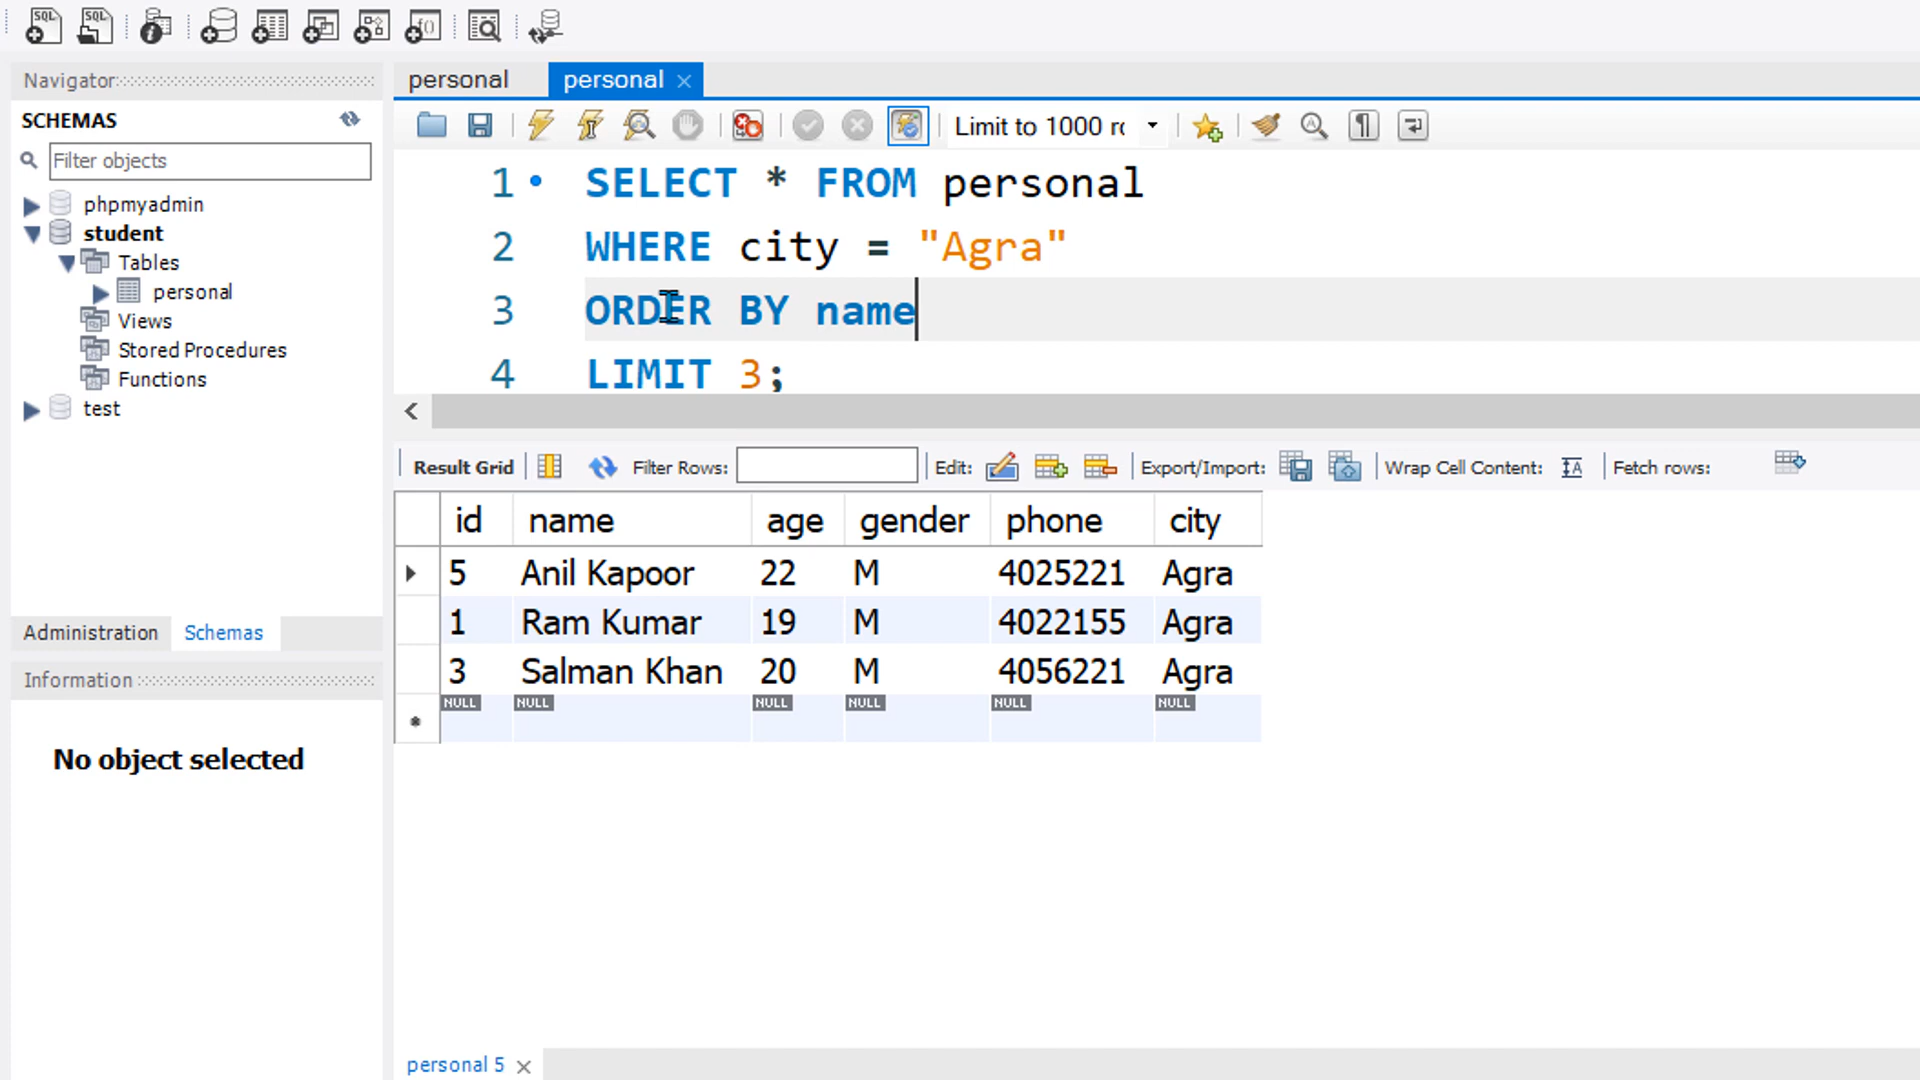 SQL SQL
Navigator
SCHEMAS
Filter objects
phpmyadmin
student
Tables
personal
Views
Stored Procedures
Functions
test
Administration Schemas
Information
No object selected
personal personal
Limit to 1000 rc
1 SELECT * FROM personal
2 WHERE city = "Agra"
3 ORDER BY name
4 LIMIT 3;
Result Grid Filter Rows: Edit: Export/Import: Wrap Cell Content: IA Fetch rows:
id name age gender phone city
5 Anil Kapoor 22 M 4025221 Agra
1 Ram Kumar 19 M 4022155 Agra
3 Salman Khan 20 M 4056221 Agra
NULL NULL NULL NULL NULL NULL
personal 5